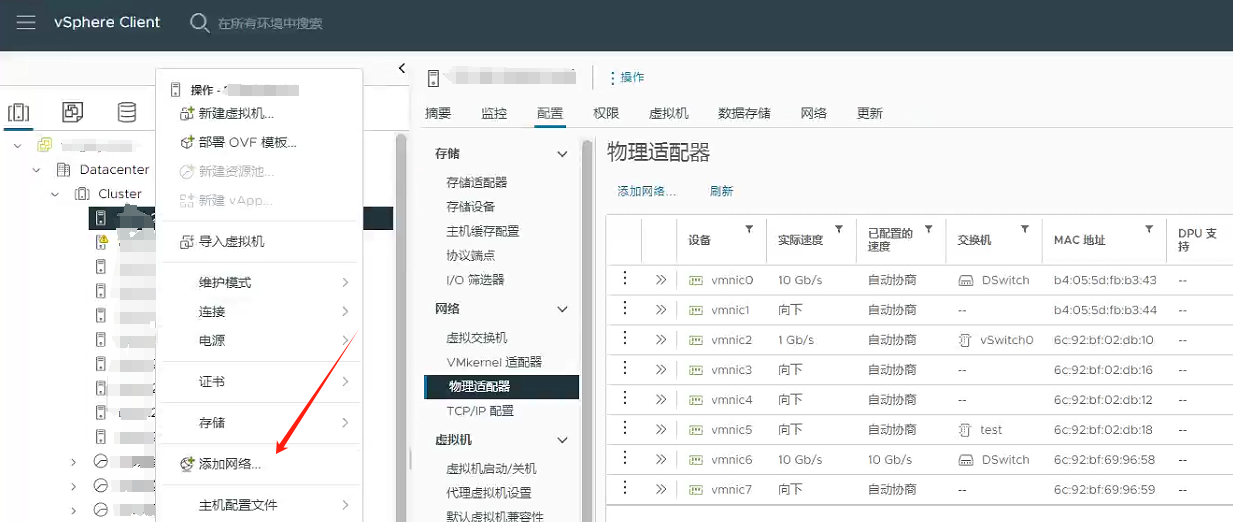 vSphere Client 在所有环境中搜索
操作 -
新建虚拟机...
部署 OVF 模板...
新建资源池...
新建 vApp...
导入虚拟机
维护模式
连接
电源
证书
存储
添加网络...
主机配置文件
Datacenter
Cluster
操作
摘要 监控 配置 权限 虚拟机 数据存储 网络 更新
存储
存储适配器
存储设备
主机缓存配置
协议端点
I/O 筛选器
网络
虚拟交换机
VMkernel 适配器
物理适配器
TCP/IP 配置
虚拟机
虚拟机启动/关机
代理虚拟机设置
默认虚拟机兼容性
物理适配器
添加网络... 刷新
设备 实际速度 已配置的速度 交换机 MAC 地址 DPU 支持
vmnic0 10 Gb/s 自动协商 DSwitch b4:05:5d:fb:b3:43 --
vmnic1 向下 自动协商 -- b4:05:5d:fb:b3:44 --
vmnic2 1 Gb/s 自动协商 vSwitch0 6c:92:bf:02:db:10 --
vmnic3 向下 自动协商 -- 6c:92:bf:02:db:16 --
vmnic4 向下 自动协商 -- 6c:92:bf:02:db:12 --
vmnic5 向下 自动协商 test 6c:92:bf:02:db:18 --
vmnic6 10 Gb/s 10 Gb/s DSwitch 6c:92:bf:69:96:58 --
vmnic7 向下 自动协商 -- 6c:92:bf:69:96:59 --